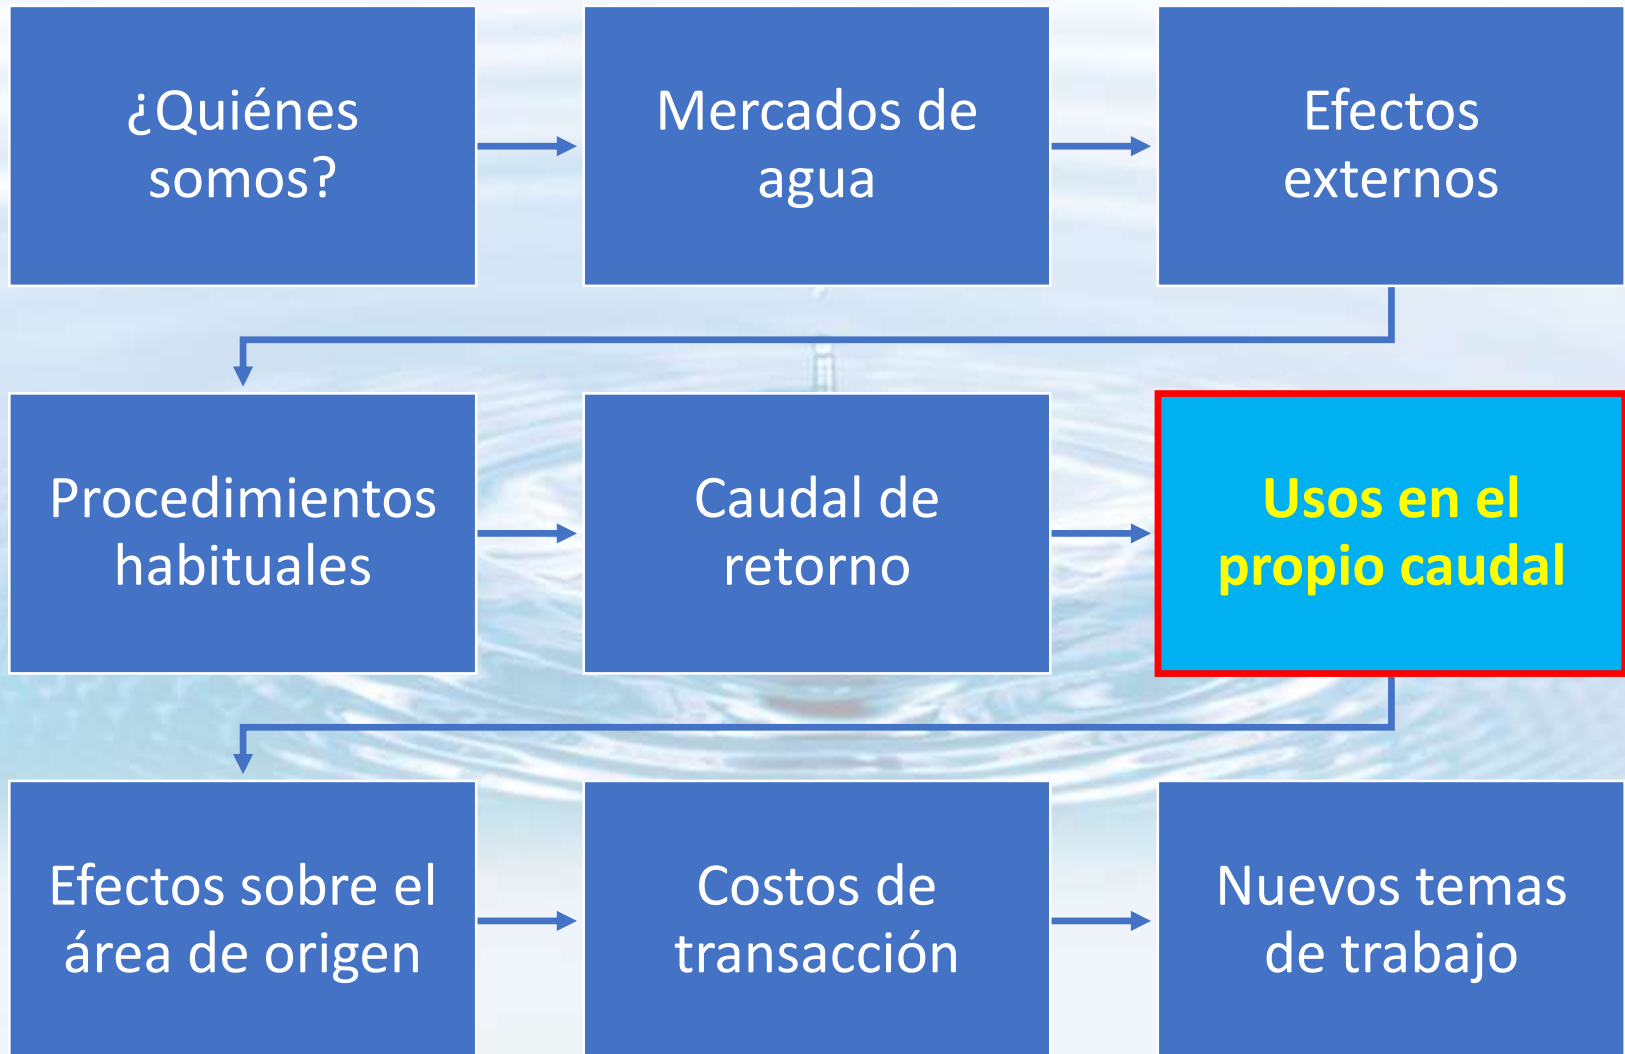 ¿Quiénes
somos?
Mercados de
agua
Efectos
externos
Procedimientos
habituales
Caudal de
retorno
Usos en el
propio caudal
Efectos sobre el
área de origen
Costos de
transacción
Nuevos temas
de trabajo